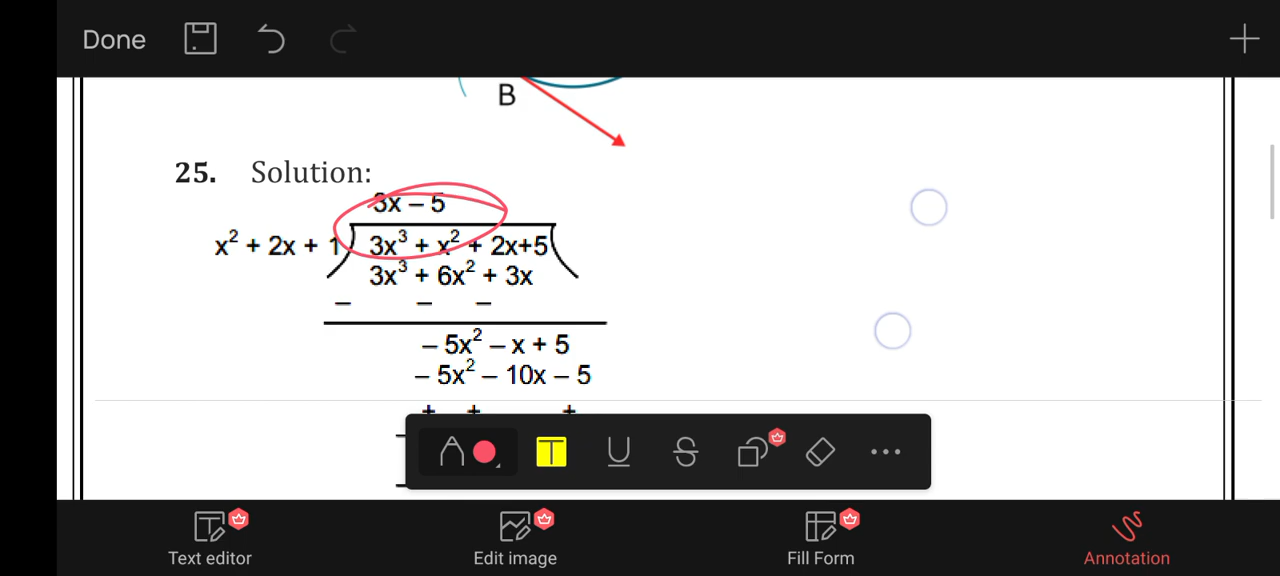 Done
B
25. Solution:
3x – 5
x² + 2x + 1) 3x³ + x² + 2x+5(
3x³ + 6x² + 3x
– – –
– 5x² – x + 5
– 5x² – 10x – 5
+ + +
T
U
S
Text editor
Edit image
Fill Form
Annotation